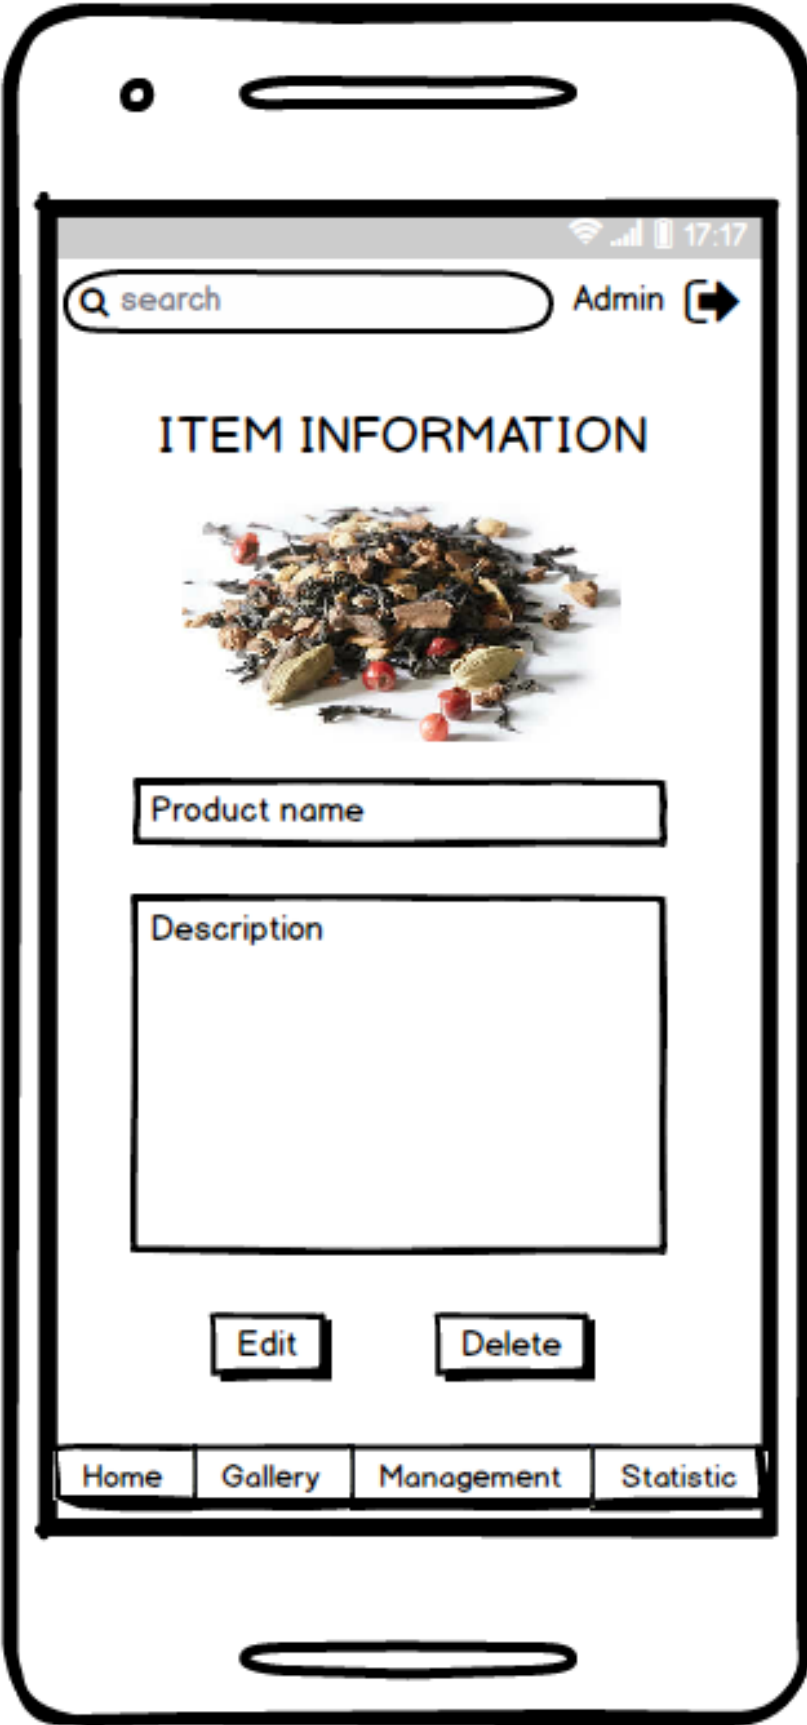 17:17
search Admin
ITEM INFORMATION
Product name
Description
Edit Delete
Home Gallery Management Statistic